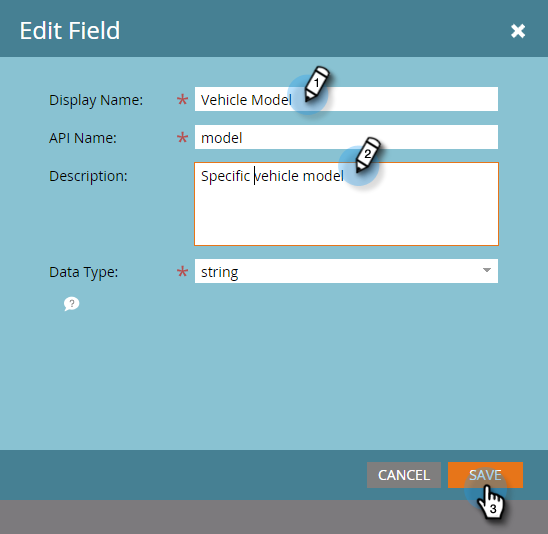 Edit Field
Display Name: * Vehicle Model
1
API Name: * model
2
Description: Specific vehicle model
Data Type: * string
?
CANCEL SAVE
3